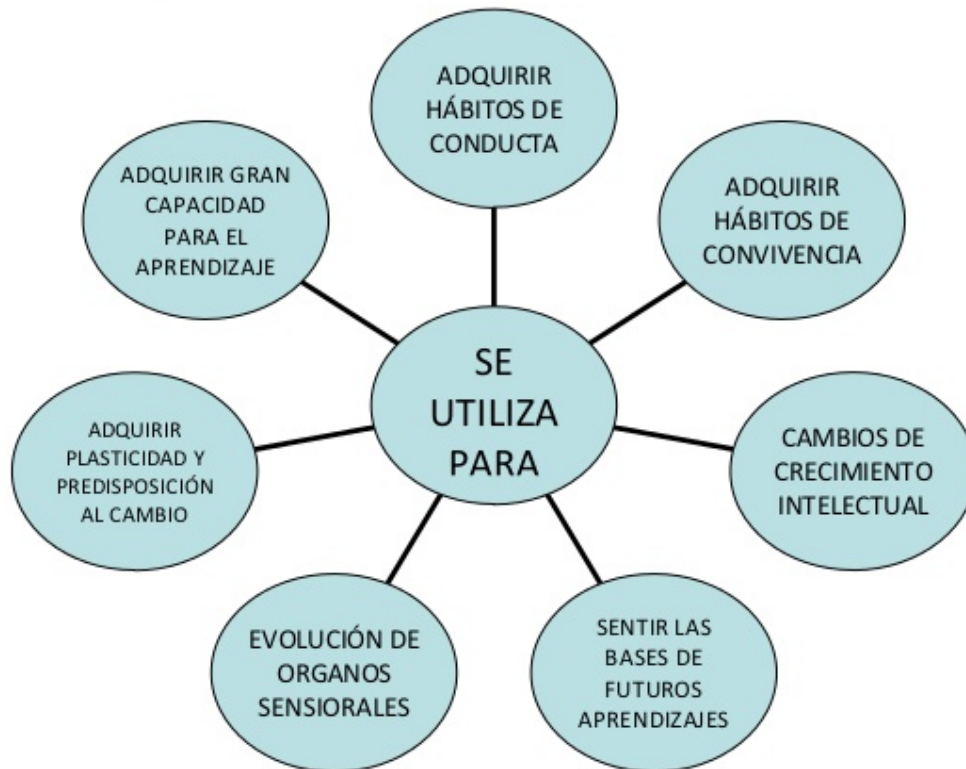 ADQUIRIR
HÁBITOS DE
CONDUCTA
ADQUIRIR GRAN
CAPACIDAD
PARA EL
APRENDIZAJE
ADQUIRIR
HÁBITOS DE
CONVIVENCIA
SE
UTILIZA
PARA
ADQUIRIR
PLASTICIDAD Y
PREDISPOSICIÓN
AL CAMBIO
CAMBIOS DE
CRECIMIENTO
INTELECTUAL
EVOLUCIÓN DE
ORGANOS
SENSIORALES
SENTIR LAS
BASES DE
FUTUROS
APRENDIZAJES